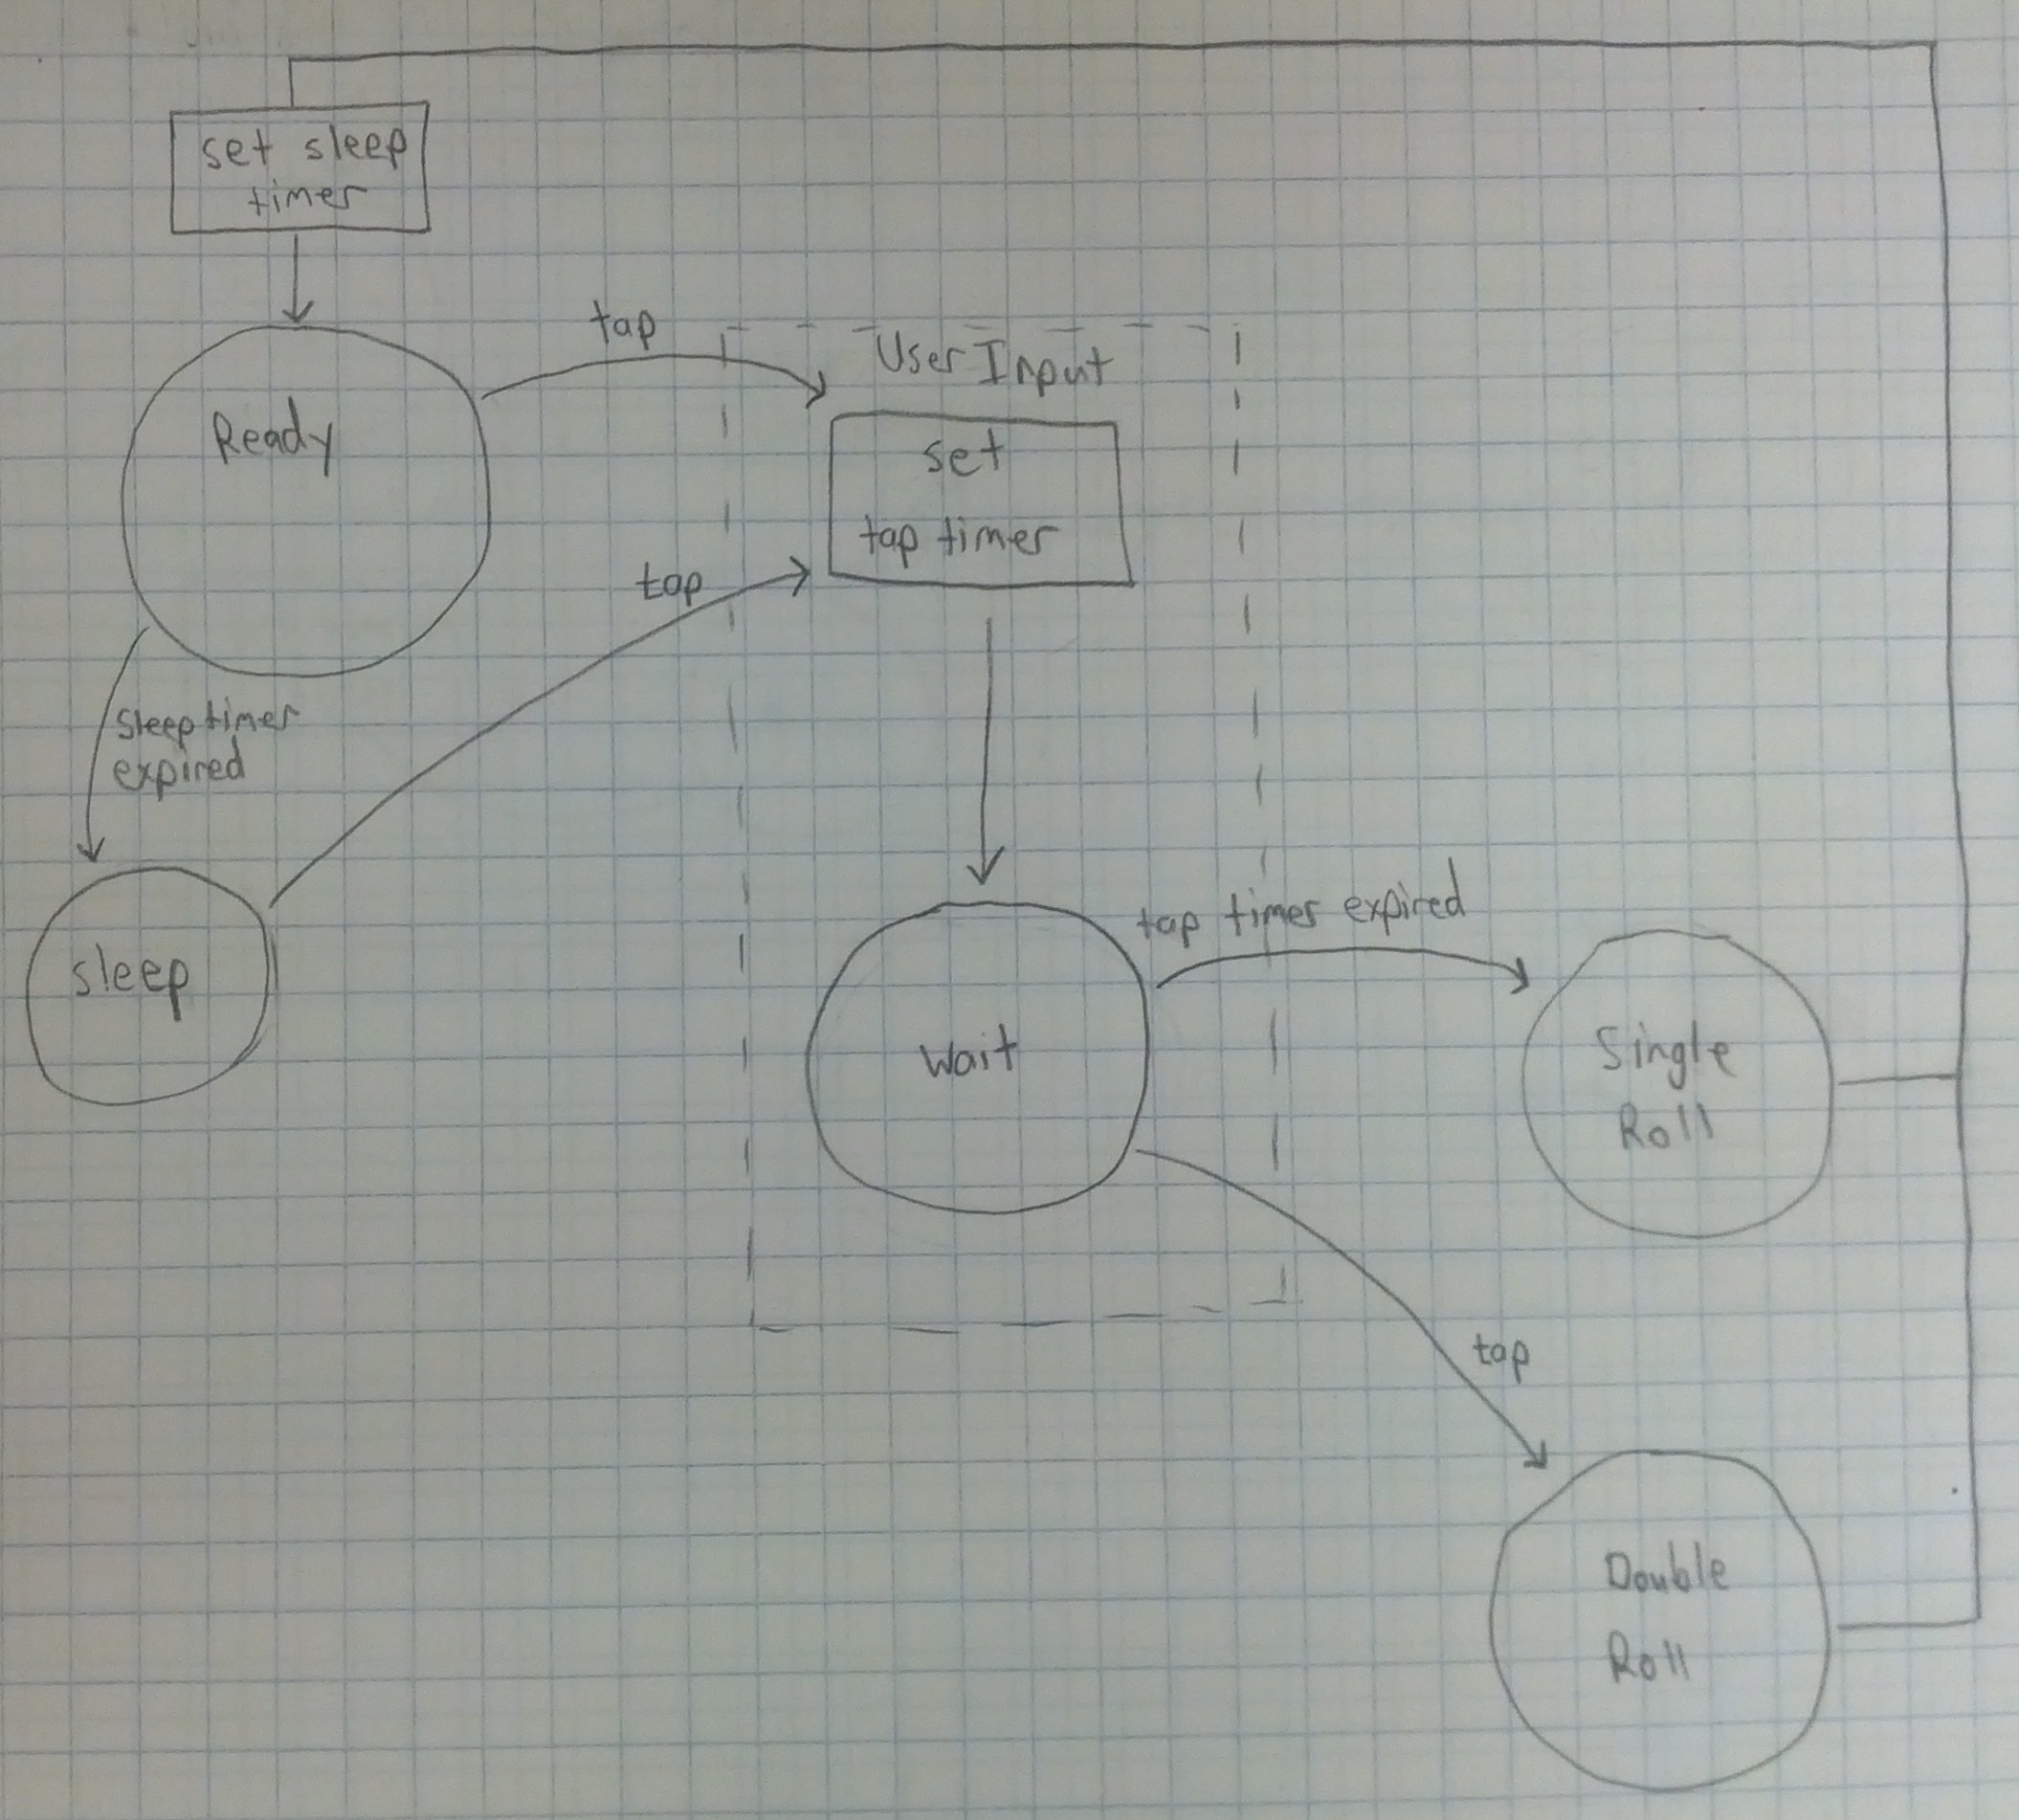 set sleep
timer
tap
User Input
Ready
set
tap timer
tap
Sleep timer
expired
tap timer expired
sleep
Wait
Single
Roll
tap
Double
Roll